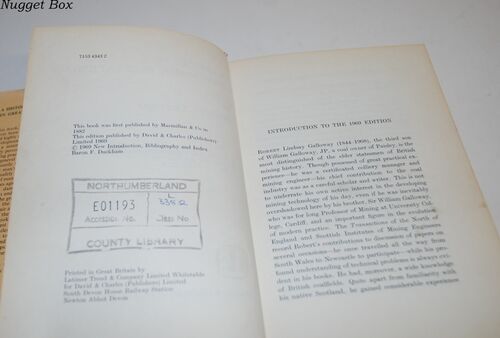 Nugget Box
7153 4345 2
This book was first published by Macmillan & Co in
1882
This edition published by David & Charles (Publishers)
Limited 1969
© 1969 New Introduction, Bibliography and Index
Baron F. Duckham
NORTHUMBERLAND
E01193
L
338.2
Accession No.
Class No
COUNTY LIBRARY
Printed in Great Britain by
Latimer Trend & Company Limited Whitstable
for David & Charles (Publishers) Limited
South Devon House Railway Station
Newton Abbot Devon
INTRODUCTION TO THE 1969 EDITION
ROBERT Lindsay Galloway (1844-1908), the third son
of William Galloway, JP, a coal owner of Paisley, is the
most distinguished of the elder statesmen of British
mining history. Though possessed of great practical ex-
perience—he was a certificated colliery manager and
mining engineer—his chief contribution to the coal
industry was as a careful scholar and writer. This is not
to underrate his own native interest in the developing
mining technology of his day, even if he was inevitably
overshadowed here by his brother, Sir William Galloway,
who was for long Professor of Mining at University Col-
lege, Cardiff, and an important figure in the evolution
of modern practice. The Transactions of the North of
England and Scottish Institutes of Mining Engineers
record Robert's contributions to discussion of papers on
several occasions—he once travelled all the way from
South Wales to Newcastle to participate—while his pro-
found understanding of technical problems is always evi-
dent in his books. He had, moreover, a wide knowledge
of British coalfields. Quite apart from familiarity with
his native Scotland, he gained considerable experience